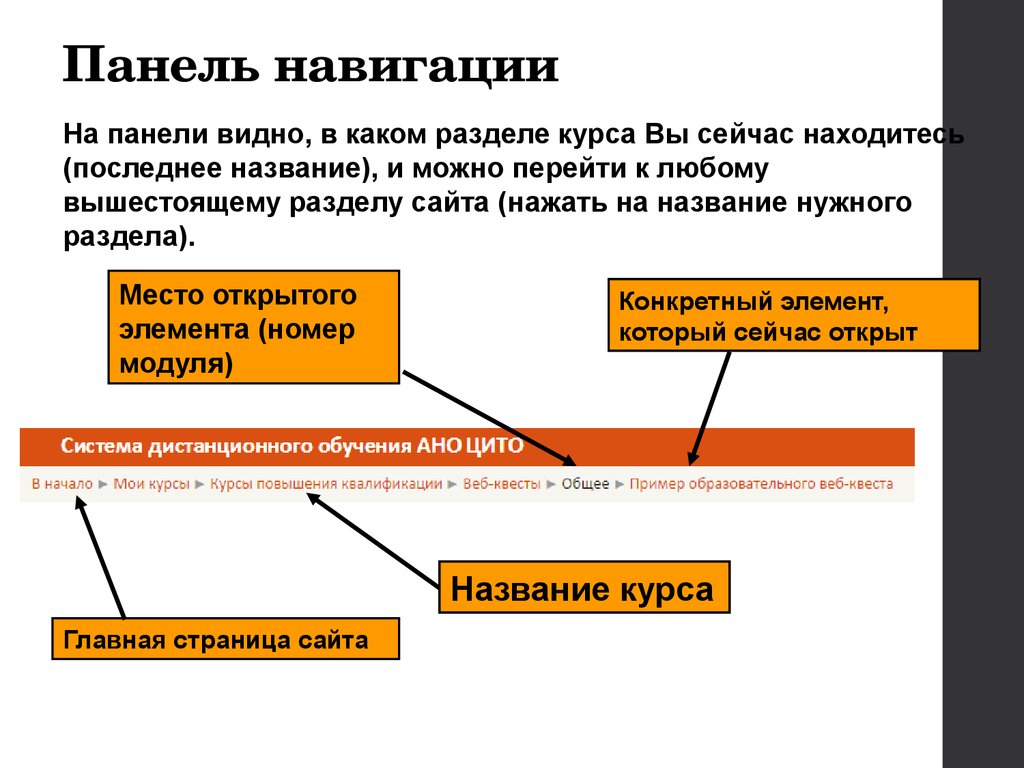 Панель навигации
На панели видно, в каком разделе курса Вы сейчас находитесь
(последнее название), и можно перейти к любому
вышестоящему разделу сайта (нажать на название нужного
раздела).
Место открытого
элемента (номер
модуля)
Конкретный элемент,
который сейчас открыт
Система дистанционного обучения АНО ЦИТО
В начало ► Мои курсы ► Курсы повышения квалификации ► Веб-квесты ► Общее ► Пример образовательного веб-квеста
Название курса
Главная страница сайта